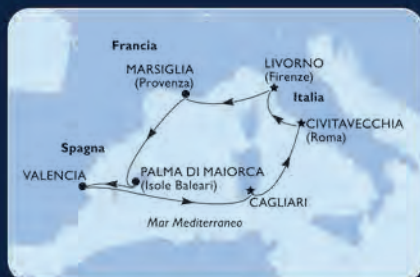 Francia
MARSIGLIA
(Provenza)
LIVORNO
(Firenze)
Italia
CIVITAVECCHIA
(Roma)
Spagna
VALENCIA
PALMA DI MAIORCA
(Isole Baleari)
CAGLIARI
Mar Mediterraneo